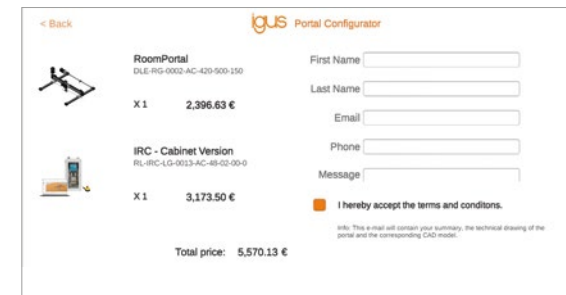 < Back
igus Portal Configurator
RoomPortal
DLE-RG-0002-AC-420-500-150
X 1 2,396.63 €
IRC - Cabinet Version
RL-IRC-LG-0013-AC-48-02-00-0
X 1 3,173.50 €
Total price: 5,570.13 €
First Name
Last Name
Email
Phone
Message
I hereby accept the terms and conditons.
Info: This e-mail will contain your summary, the technical drawing of the
portal and the corresponding CAD model.